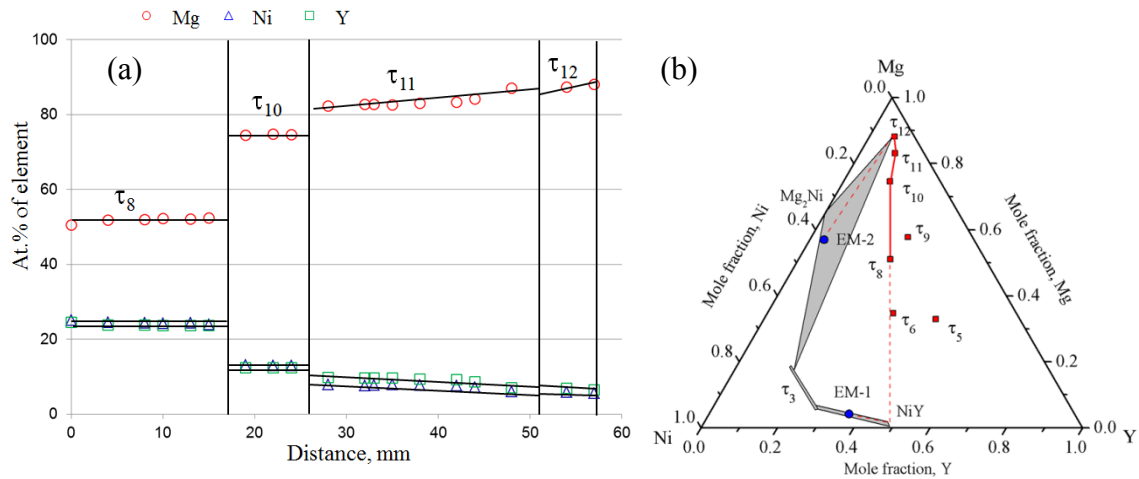 Mg Ni Y
(a)
100
80
60
40
20
0
At.% of element
τ8
τ10
τ11
τ12
0 10 20 30 40 50 60
Distance, mm
(b)
Mg
0.0 1.0
τ12
0.2 0.8
τ11
τ10
Mg2Ni
0.4 0.6
EM-2
τ9
τ8
0.6 0.4
τ6 τ5
0.8 0.2
τ3
EM-1
NiY
1.0 0.0
Ni Y
0.0 0.2 0.4 0.6 0.8 1.0
Mole fraction, Y
Mole fraction, Ni
Mole fraction, Mg